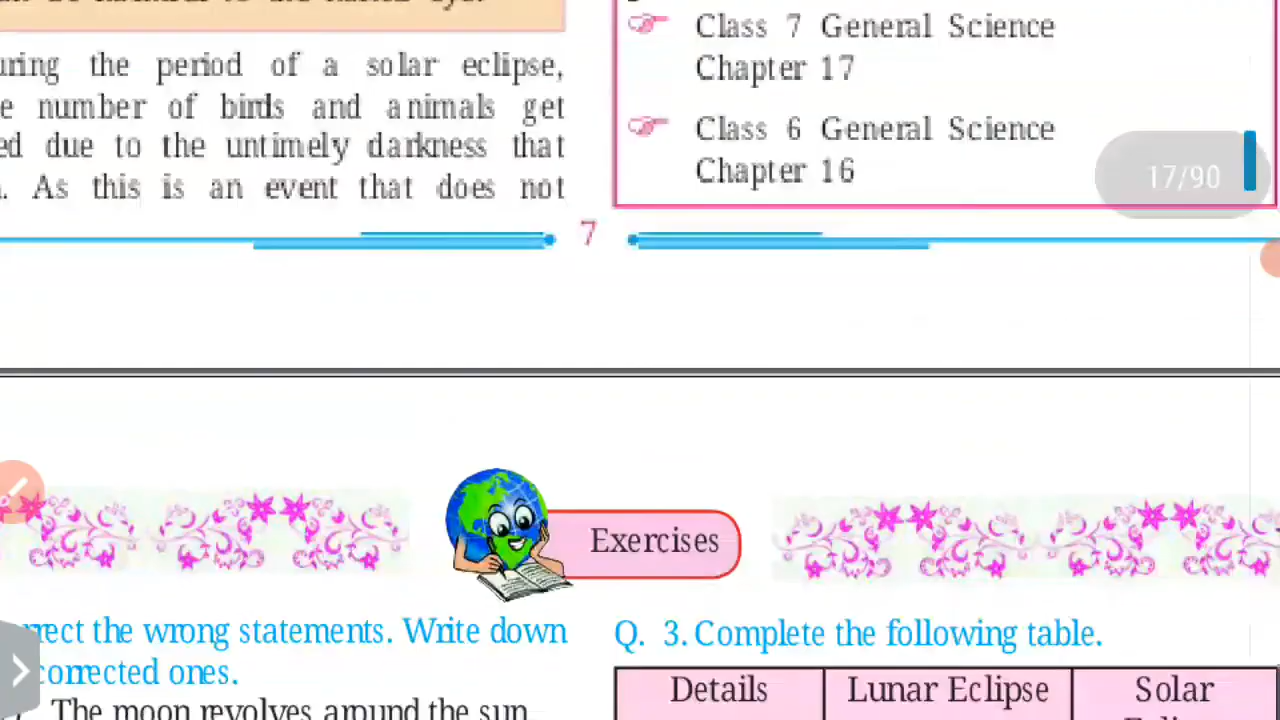 uring the period of a solar eclipse,
e number of birds and animals get
ed due to the untimely darkness that
. As this is an event that does not
Class 7 General Science
Chapter 17
Class 6 General Science
Chapter 16
17/90
7
Exercises
rrect the wrong statements. Write down
corrected ones.
The moon revolves around the sun
Q. 3. Complete the following table.
Details Lunar Eclipse Solar